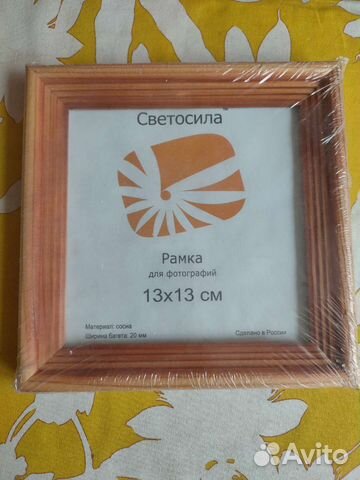 Светосила
Рамка
для фотографий
13x13 см
Материал: сосна
Ширина багета: 20 мм
Сделано в России
Avito